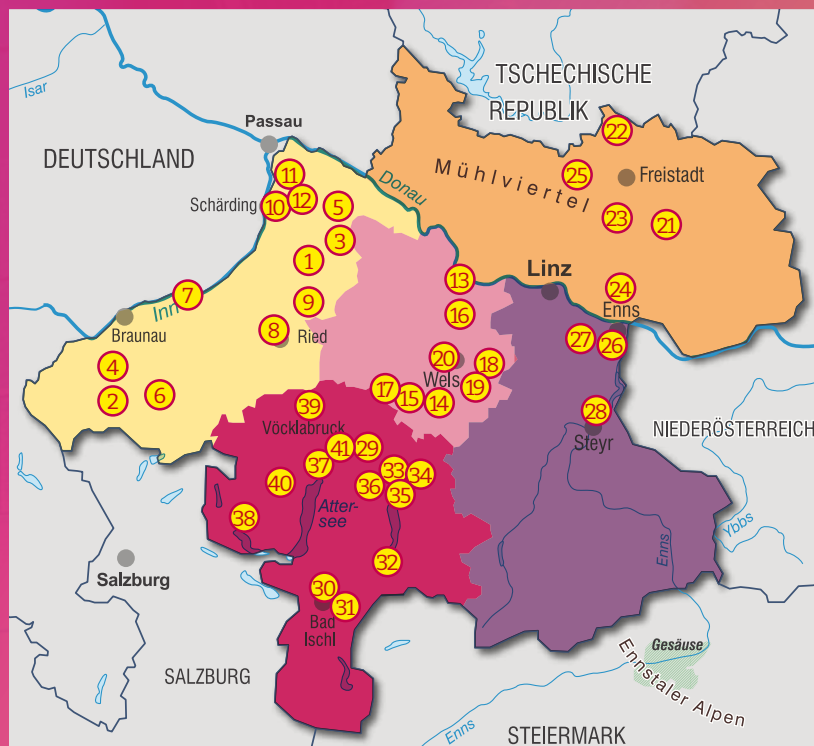 TSCHECHISCHE
REPUBLIK
Isar
Passau
22
DEUTSCHLAND
Mühlviertel
25
Freistadt
11
Donau
Schärding
10
12
5
23
21
3
1
13
Linz
7
Inn
24
Enns
9
16
Braunau
8
Ried
27
26
20
18
4
Wels
17
19
2
6
15
14
39
28
Vöcklabruck
Steyr
NIEDERÖSTERREICH
41
29
37
33
34
40
36
35
Atter-
see
38
Ybbs
Enns
32
Salzburg
30
31
Bad
Ischl
Gesäuse
SALZBURG
Ennstaler Alpen
Enns
STEIERMARK